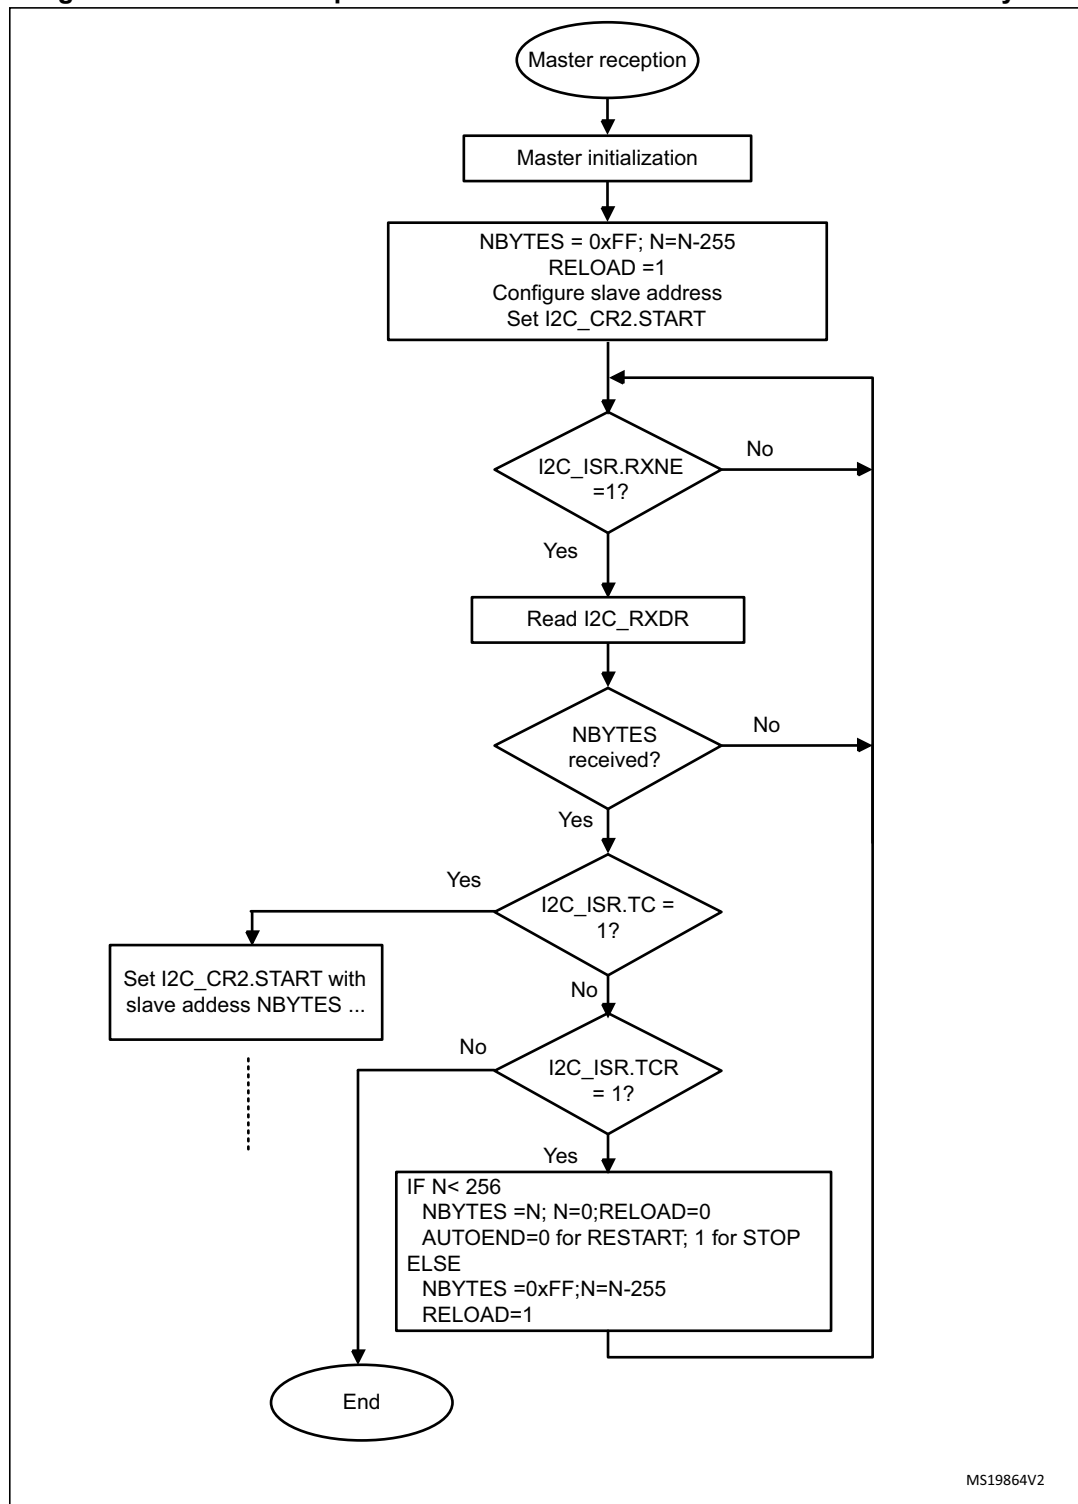 Master reception
Master initialization
NBYTES = 0xFF; N=N-255
RELOAD =1
Configure slave address
Set I2C_CR2.START
No
I2C_ISR.RXNE
=1?
Yes
Read I2C_RXDR
No
NBYTES
received?
Yes
Yes
I2C_ISR.TC =
1?
Set I2C_CR2.START with
slave addess NBYTES ...
No
No
I2C_ISR.TCR
= 1?
Yes
IF N< 256
NBYTES =N; N=0;RELOAD=0
AUTOEND=0 for RESTART; 1 for STOP
ELSE
NBYTES =0xFF;N=N-255
RELOAD=1
End
MS19864V2